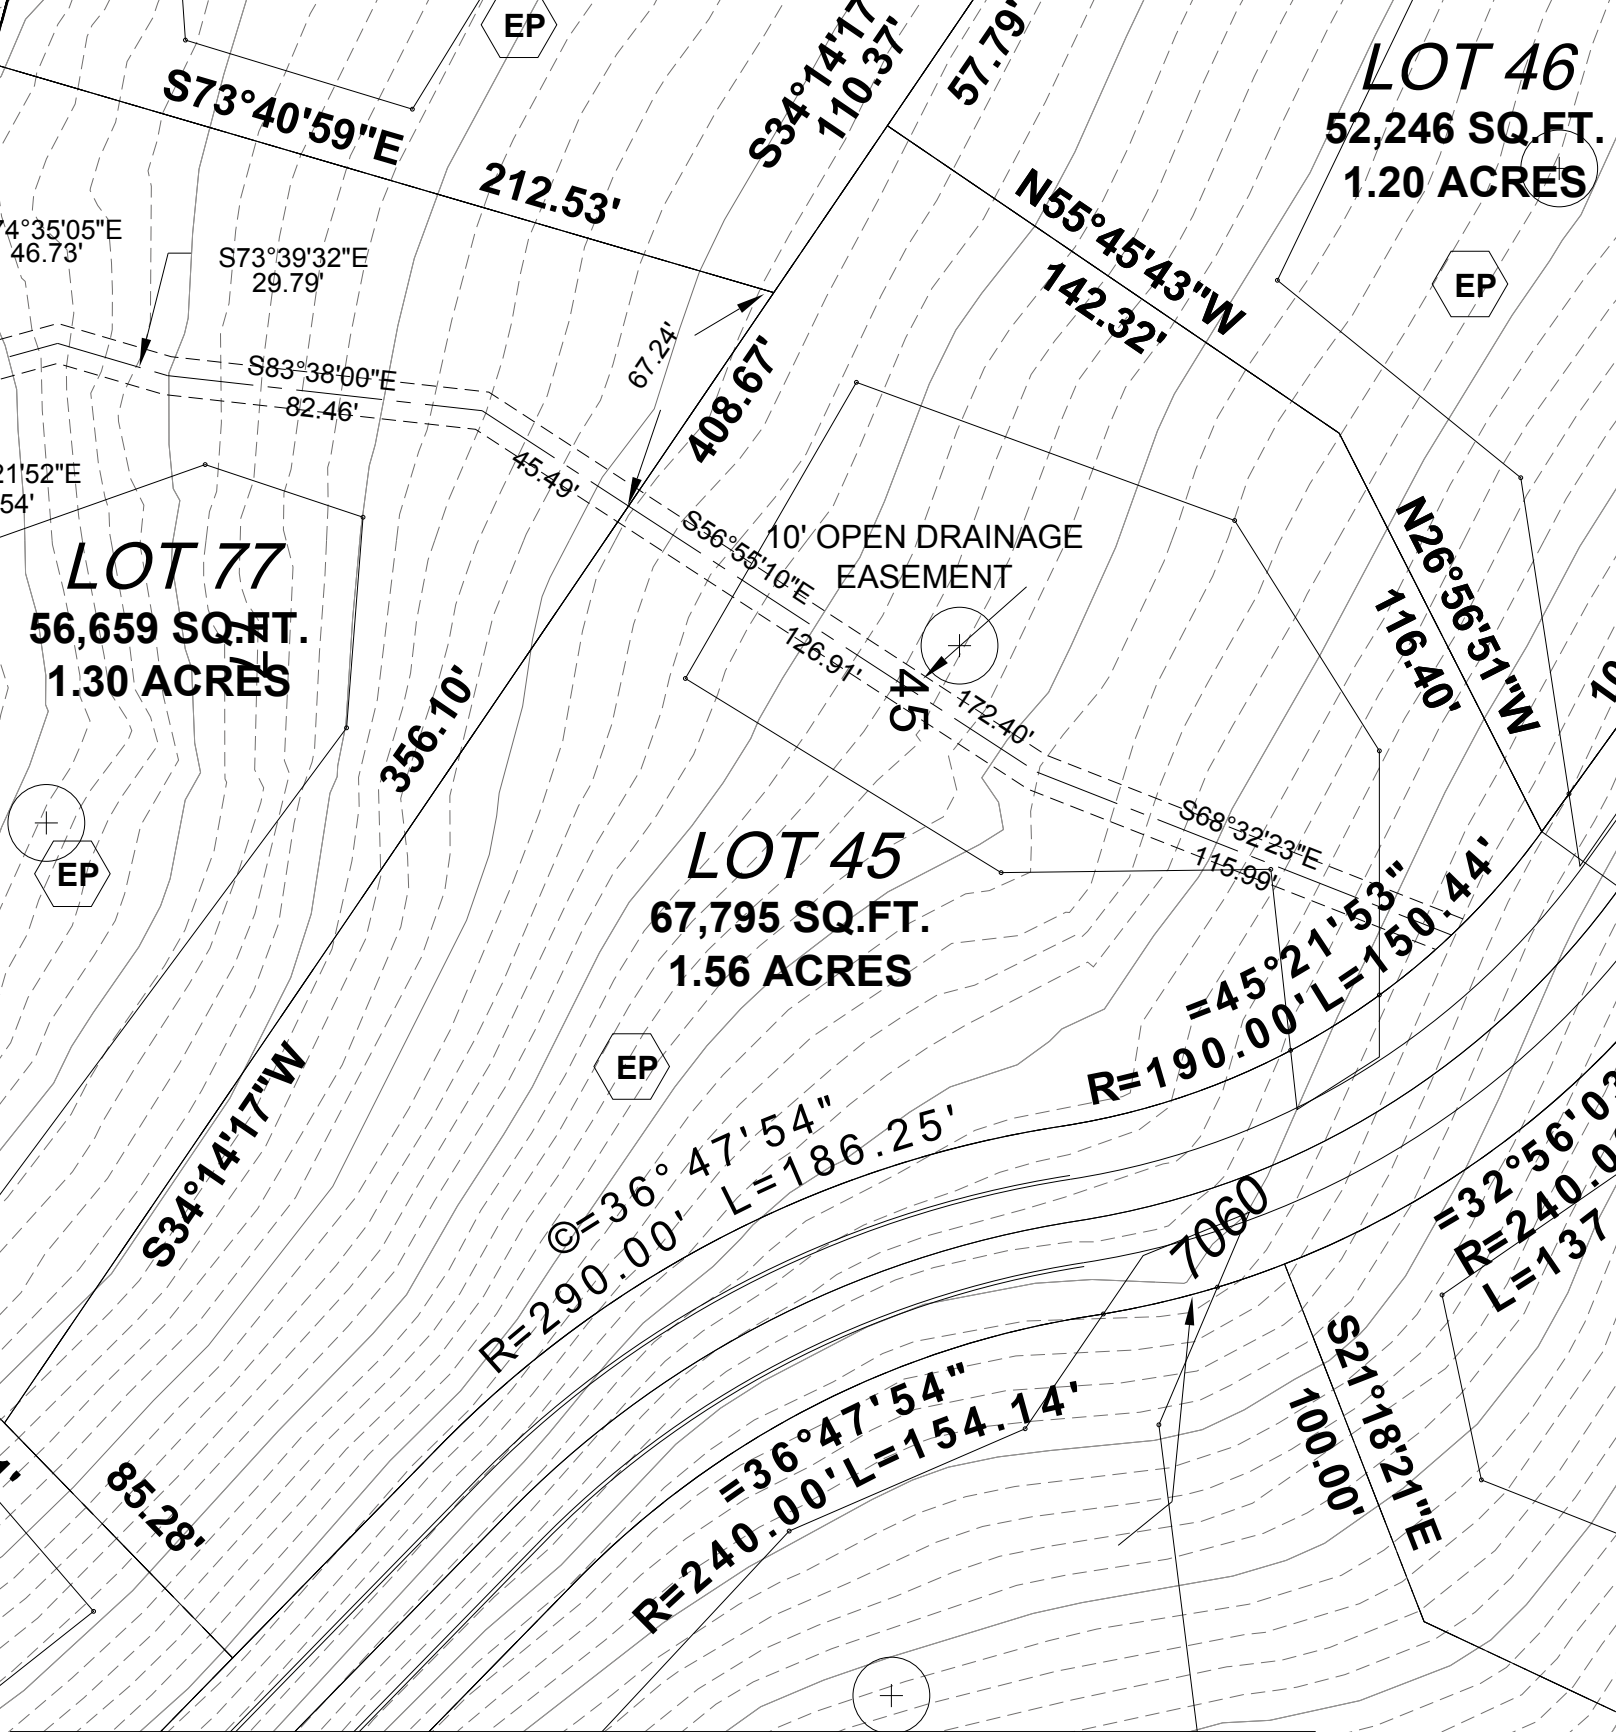 EP
S34°14'17
110.37'
57.79'
LOT 46
52,246 SQ.FT.
1.20 ACRES
S73°40'59"E
212.53'
N55°45'43"W
142.32'
74°35'05"E
46.73'
S73°39'32"E
29.79'
EP
67.24'
408.67'
S83°38'00"E
82.46'
45.49'
21'52"E
54'
S56°55'10"E
126.91'
10' OPEN DRAINAGE
EASEMENT
N26°56'51"W
116.40'
10
LOT 77
56,659 SQ.FT.
1.30 ACRES
77
356.10'
45
172.40'
S68°32'23"E
115.99'
EP
LOT 45
67,795 SQ.FT.
1.56 ACRES
=45°21'53"
R=190.00' L=150.44'
EP
S34°14'17"W
©=36°47'54"
R=290.00' L=186.25'
7060
=32°56'03
R=240.0
L=137
=36°47'54"
R=240.00' L=154.14'
S21°18'21"E
100.00'
85.28'